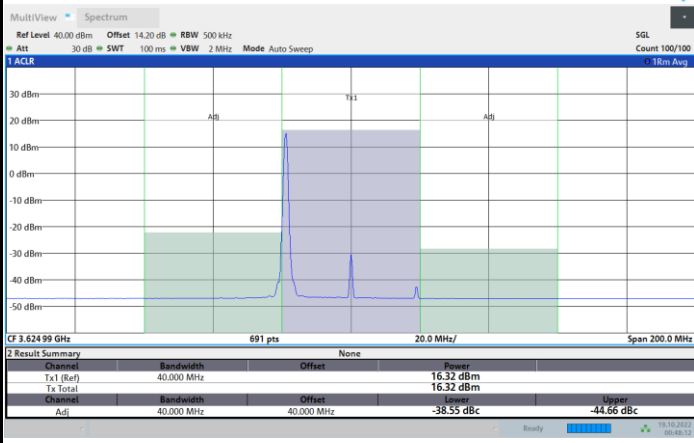 MultiView Spectrum
Ref Level 40.00 dBm Offset 14.20 dB RBW 500 kHz SGL
Att 30 dB SWT 100 ms VBW 2 MHz Mode Auto Sweep Count 100/100
1 ACLR 1Rm Avg
30 dBm
Tx1
20 dBm
Adj Adj
10 dBm
0 dBm
-10 dBm
-20 dBm
-30 dBm
-40 dBm
-50 dBm
CF 3.624 99 GHz 691 pts 20.0 MHz/ Span 200.0 MHz
2 Result Summary None
Channel Bandwidth Offset Power
Tx1 (Ref) 40.000 MHz 16.32 dBm
Tx Total 16.32 dBm
Channel Bandwidth Offset Lower Upper
Adj 40.000 MHz 40.000 MHz -38.55 dBc -44.66 dBc
Ready 19.10.2022
00:48:12